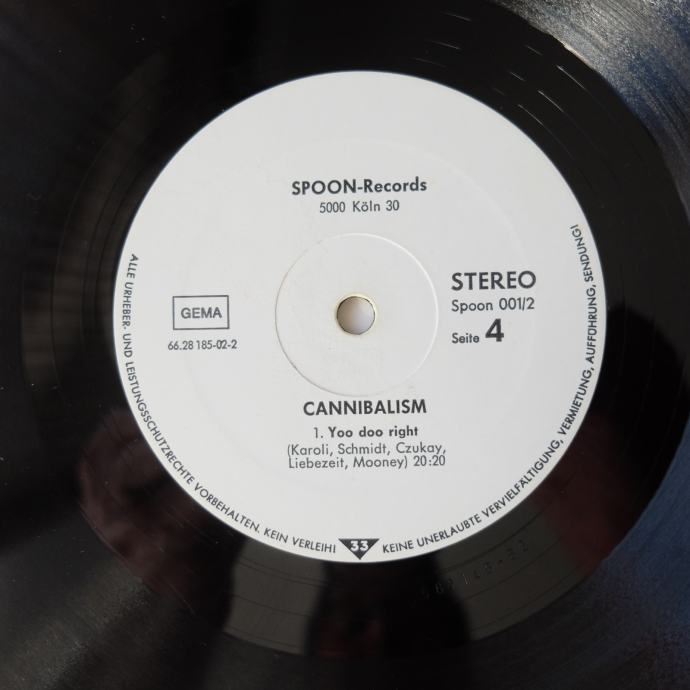 SPOON-Records
5000 Köln 30
GEMA
66.28 185-02-2
STEREO
Spoon 001/2
Seite 4
CANNIBALISM
1. Yoo doo right
(Karoli, Schmidt, Czukay,
Liebezeit, Mooney) 20:20
ALLE URHEBER- UND LEISTUNGSSCHUTZRECHTE VORBEHALTEN. KEIN VERLEIH! 33 KEINE UNERLAUBTE VERVIELFÄLTIGUNG, VERMIETUNG, AUFFÜHRUNG, SENDUNG!